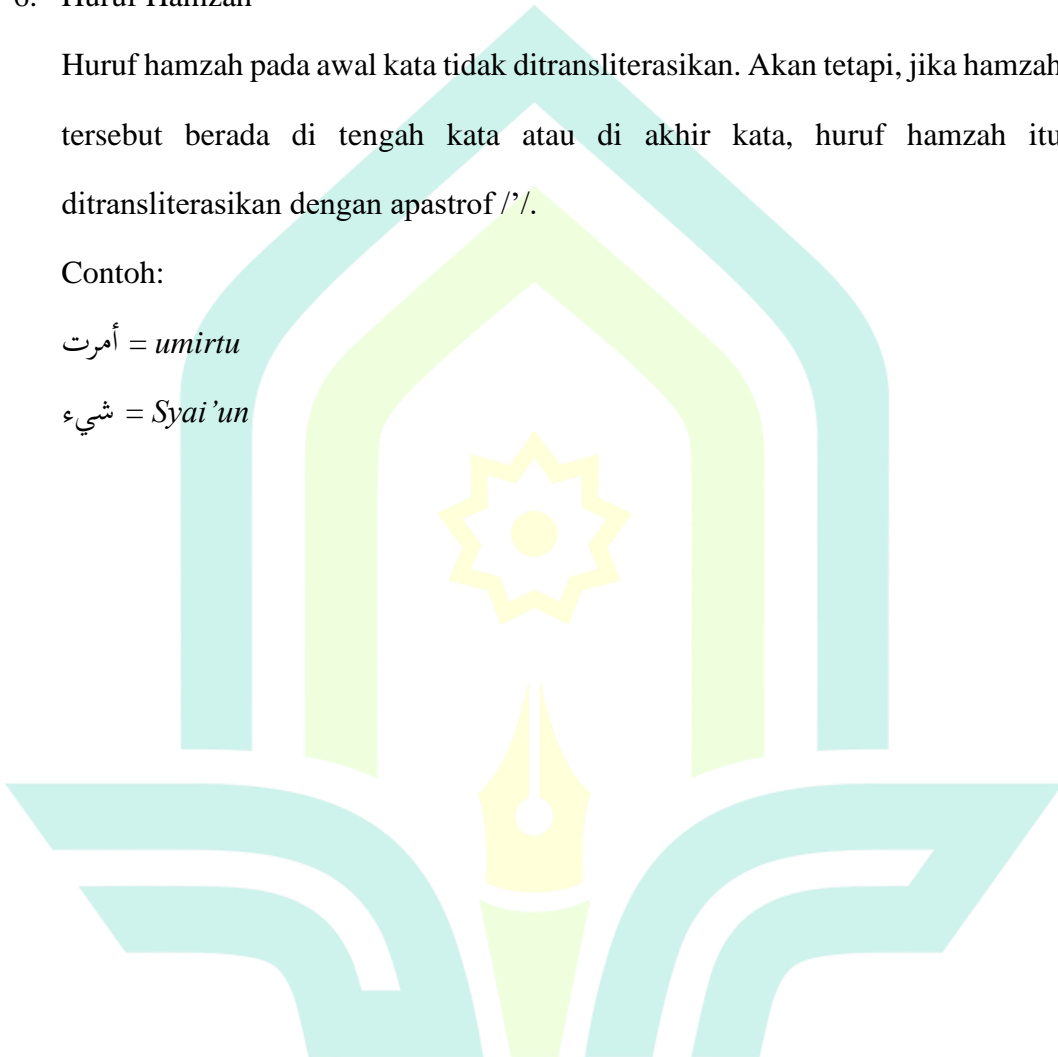 6. Huruf Hamzah
Huruf hamzah pada awal kata tidak ditransliterasikan. Akan tetapi, jika hamzah
tersebut berada di tengah kata atau di akhir kata, huruf hamzah itu
ditransliterasikan dengan apastrof /’/.
Contoh:
أمرت = umirtu
شيء = Syai’un